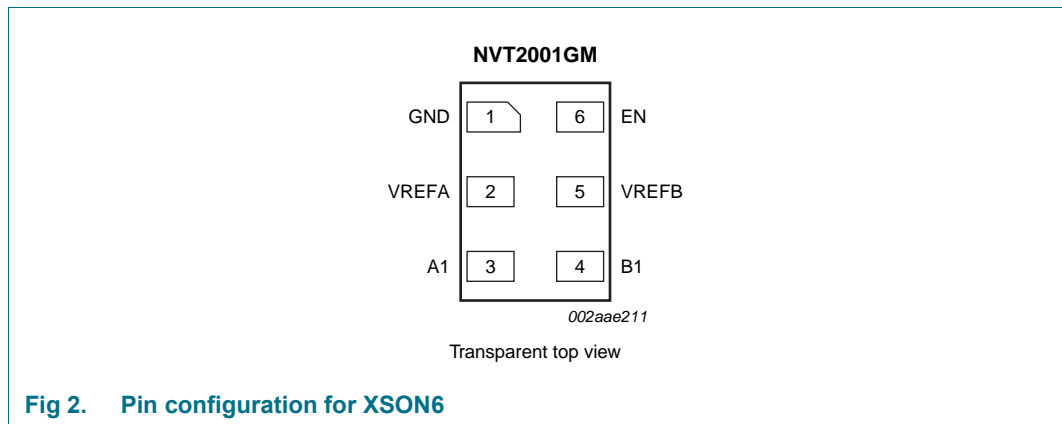 NVT2001GM
GND 1 6 EN
VREFA 2 5 VREFB
A1 3 4 B1
002aae211
Transparent top view
Fig 2. Pin configuration for XSON6